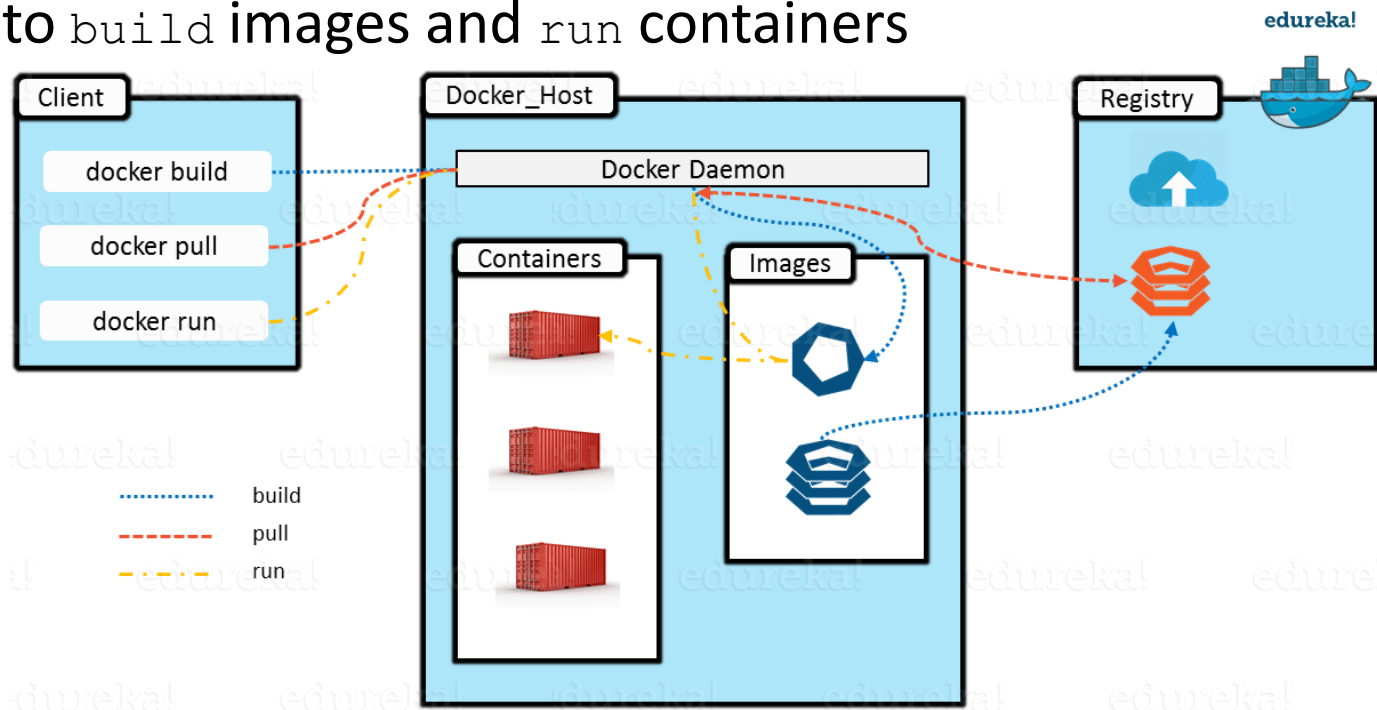 to build images and run containers
edureka!
Client
Docker_Host
Registry
docker build
Docker Daemon
docker pull
Containers
Images
docker run
build
pull
run